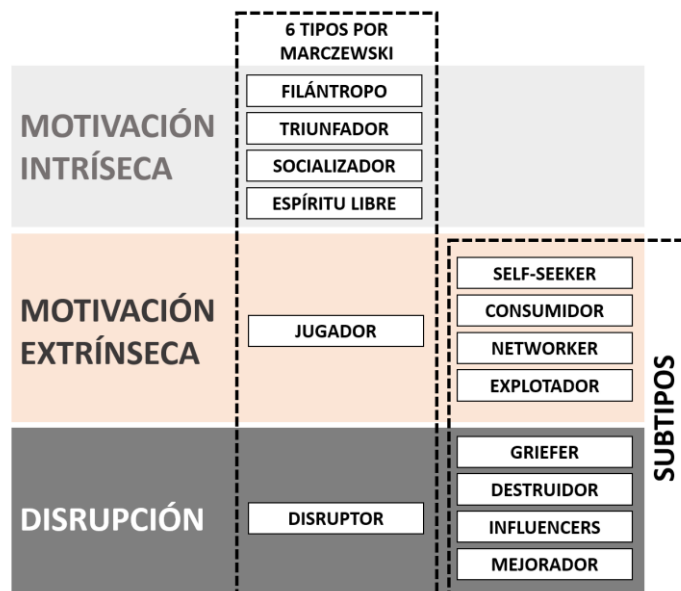 6 TIPOS POR
MARCZEWSKI
MOTIVACIÓN
INTRÍSECA
FILÁNTROPO
TRIUNFADOR
SOCIALIZADOR
ESPÍRITU LIBRE
MOTIVACIÓN
EXTRÍNSECA
JUGADOR
SELF-SEEKER
CONSUMIDOR
NETWORKER
EXPLOTADOR
DISRUPCIÓN
DISRUPTOR
GRIEFER
DESTRUIDOR
INFLUENCERS
MEJORADOR
SUBTIPOS